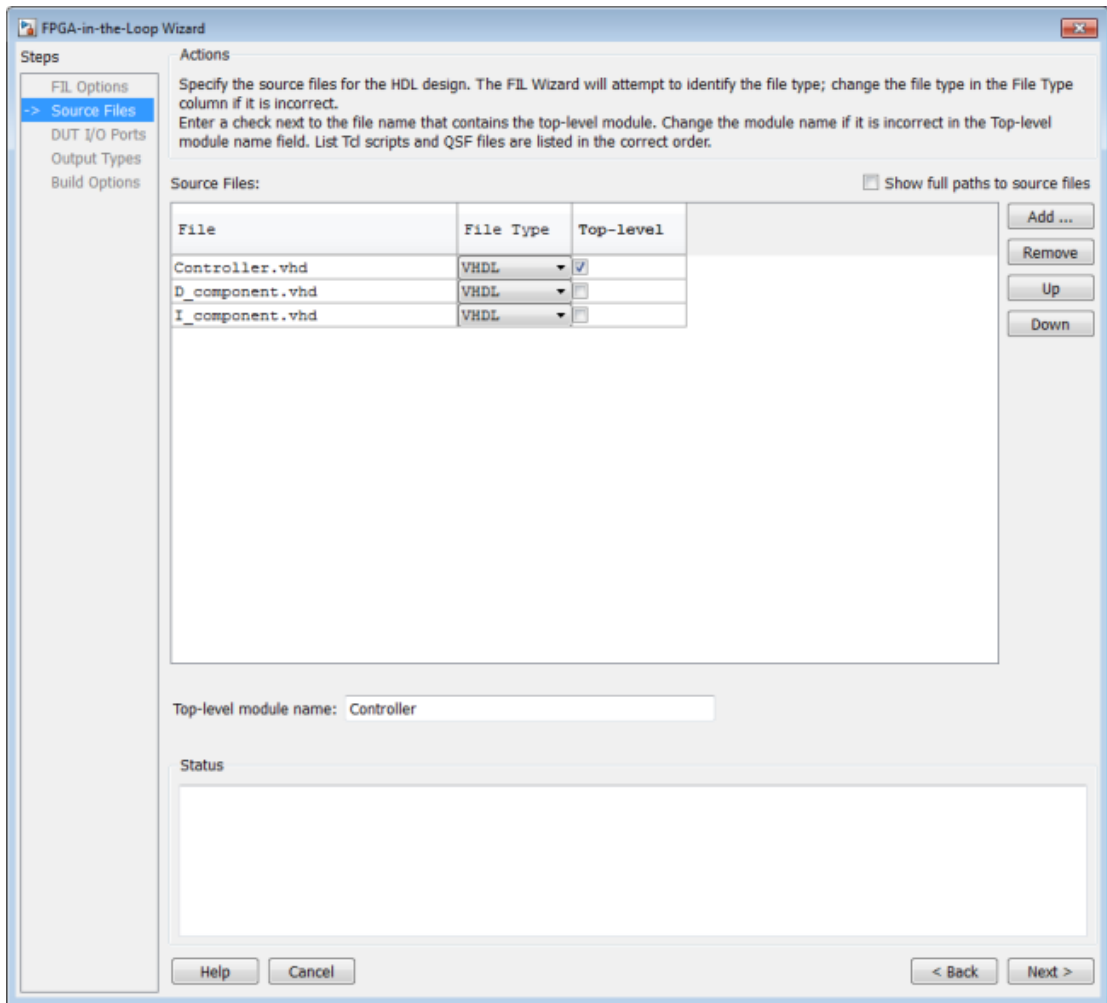 FPGA-in-the-Loop Wizard
Steps
FIL Options
-> Source Files
DUT I/O Ports
Output Types
Build Options
Actions
Specify the source files for the HDL design. The FIL Wizard will attempt to identify the file type; change the file type in the File Type
column if it is incorrect.
Enter a check next to the file name that contains the top-level module. Change the module name if it is incorrect in the Top-level
module name field. List Tcl scripts and QSF files are listed in the correct order.
Source Files: Show full paths to source files
File File Type Top-level
Controller.vhd VHDL
D_component.vhd VHDL
I_component.vhd VHDL
Add ...
Remove
Up
Down
Top-level module name: Controller
Status
Help Cancel < Back Next >